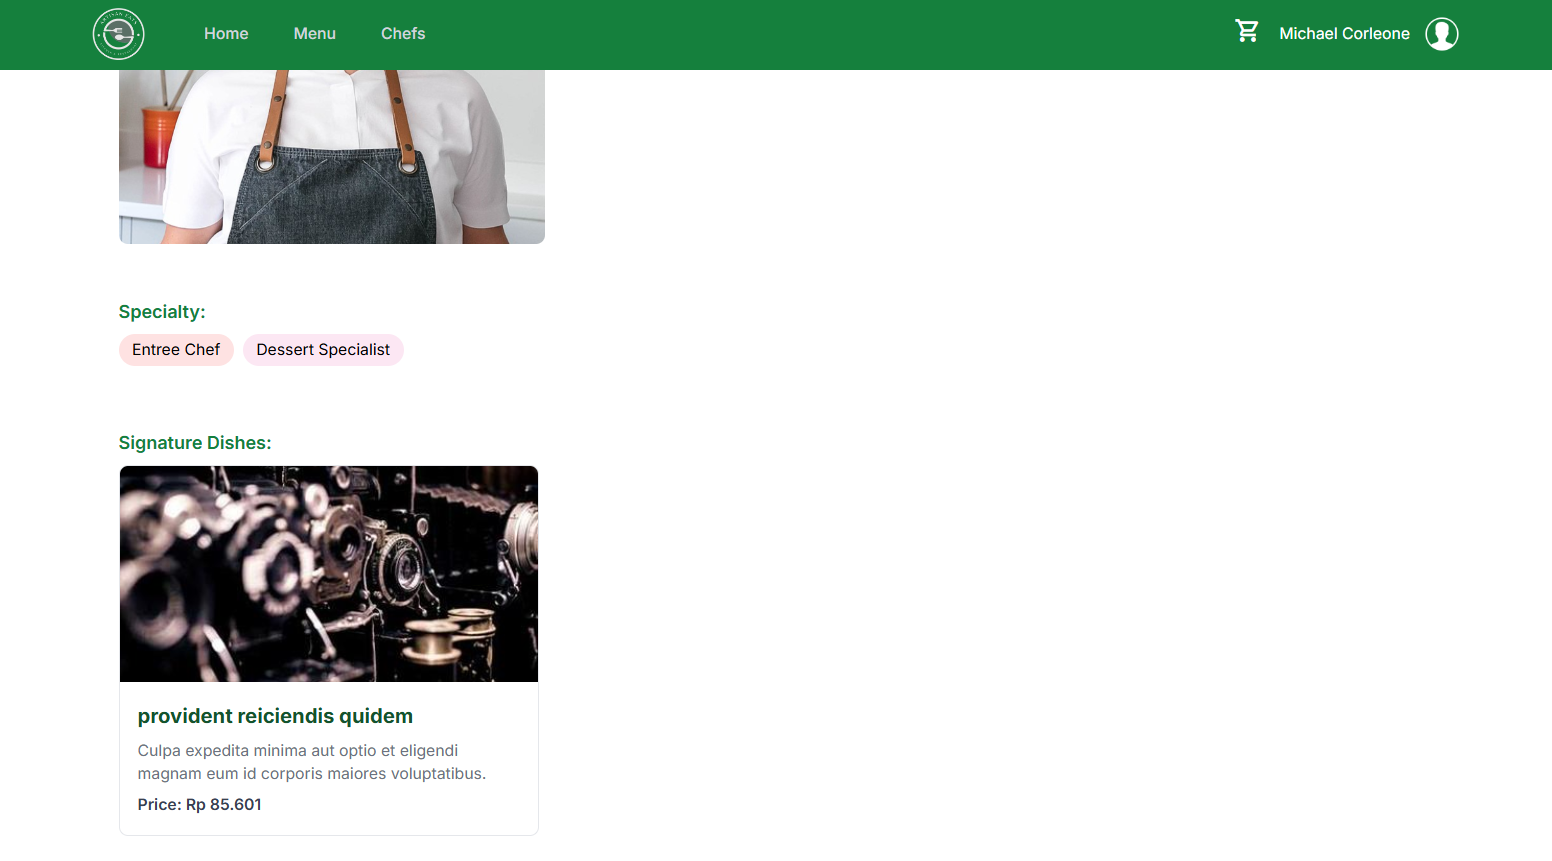 Home
Menu
Chefs
Michael Corleone
Specialty:
Entree Chef
Dessert Specialist
Signature Dishes:
provident reiciendis quidem
Culpa expedita minima aut optio et eligendi
magnam eum id corporis maiores voluptatibus.
Price: Rp 85.601